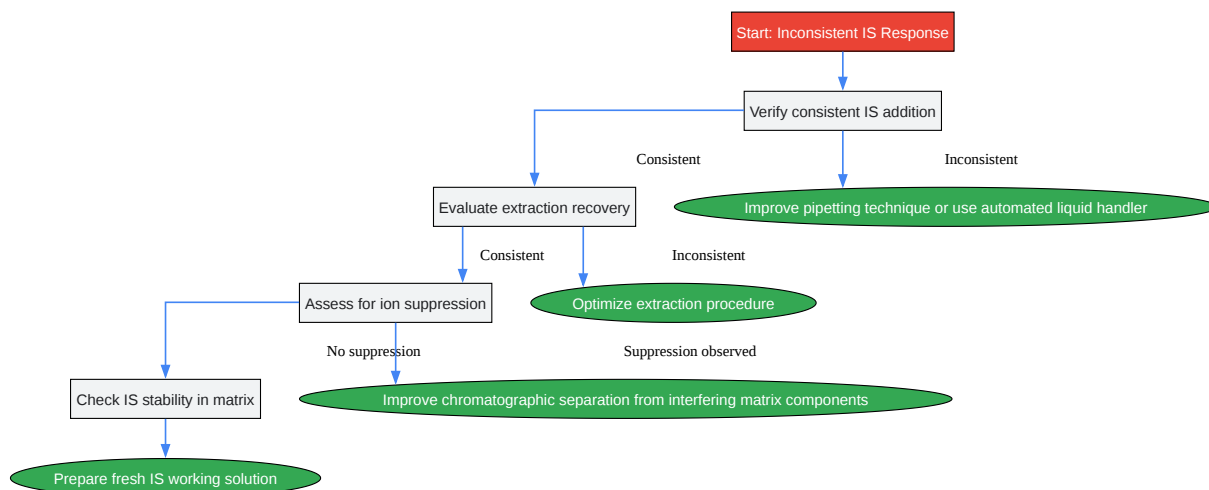 Start: Inconsistent IS Response
Verify consistent IS addition
Consistent
Inconsistent
Evaluate extraction recovery
Improve pipetting technique or use automated liquid handler
Consistent
Inconsistent
Assess for ion suppression
Optimize extraction procedure
No suppression
Suppression observed
Check IS stability in matrix
Improve chromatographic separation from interfering matrix components
Prepare fresh IS working solution